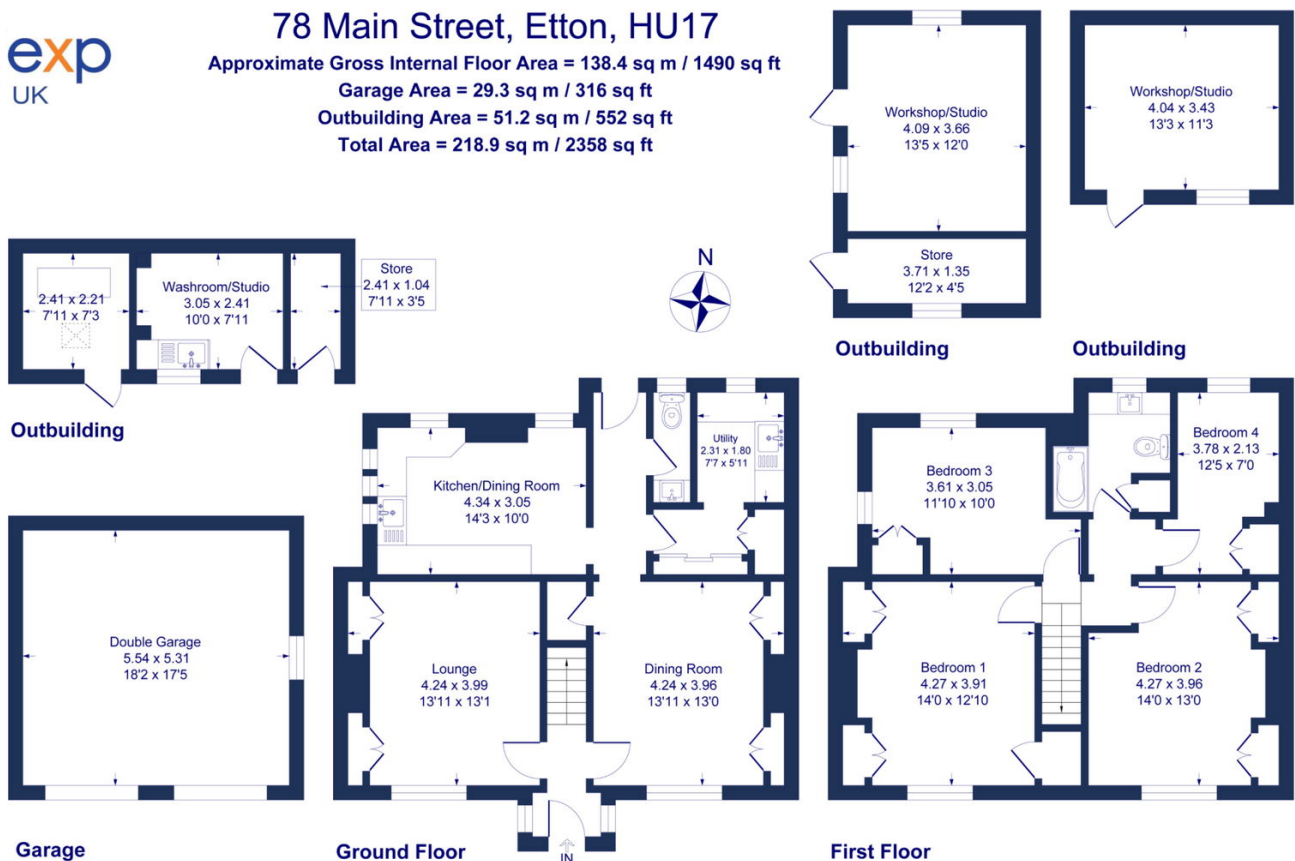 exp
UK
78 Main Street, Etton, HU17
Approximate Gross Internal Floor Area = 138.4 sq m / 1490 sq ft
Garage Area = 29.3 sq m / 316 sq ft
Outbuilding Area = 51.2 sq m / 552 sq ft
Total Area = 218.9 sq m / 2358 sq ft
Workshop/Studio
4.09 x 3.66
13'5 x 12'0
Store
3.71 x 1.35
12'2 x 4'5
Outbuilding
Workshop/Studio
4.04 x 3.43
13'3 x 11'3
Outbuilding
2.41 x 2.21
7'11 x 7'3
Washroom/Studio
3.05 x 2.41
10'0 x 7'11
Store
2.41 x 1.04
7'11 x 3'5
Outbuilding
N
Double Garage
5.54 x 5.31
18'2 x 17'5
Garage
Kitchen/Dining Room
4.34 x 3.05
14'3 x 10'0
Utility
2.31 x 1.80
7'7 x 5'11
Lounge
4.24 x 3.99
13'11 x 13'1
Dining Room
4.24 x 3.96
13'11 x 13'0
IN
Ground Floor
Bedroom 3
3.61 x 3.05
11'10 x 10'0
Bedroom 4
3.78 x 2.13
12'5 x 7'0
Bedroom 1
4.27 x 3.91
14'0 x 12'10
Bedroom 2
4.27 x 3.96
14'0 x 13'0
First Floor